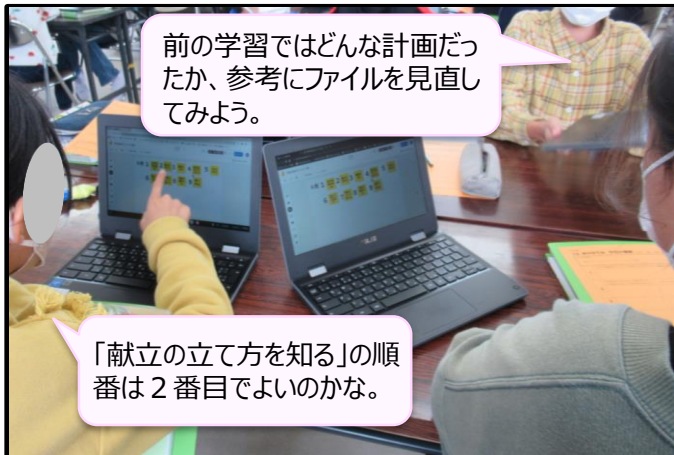 前の学習ではどんな計画だっ
たか、参考にファイルを見直し
てみよう。
「献立の立て方を知る」の順
番は２番目でよいのかな。